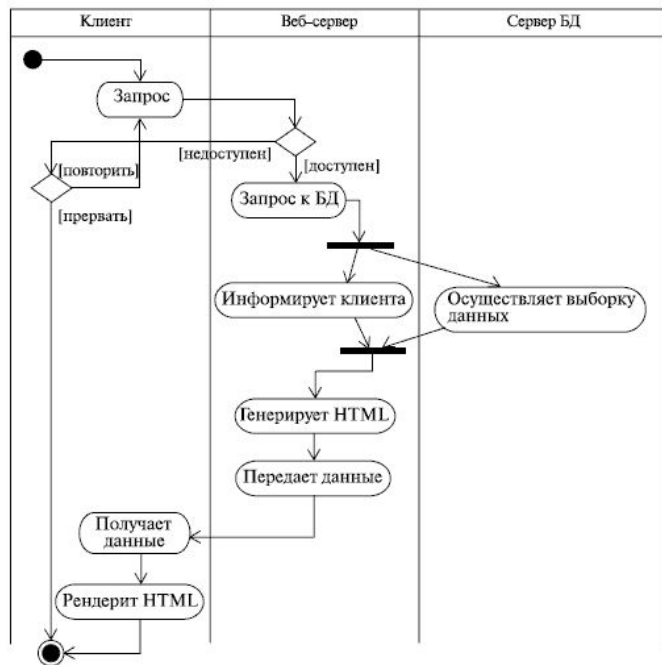 Клиент
Веб-сервер
Сервер БД
Запрос
[недоступен]
[повторить]
[доступен]
[прервать]
Запрос к БД
Информирует клиента
Осуществляет выборку
данных
Генерирует HTML
Передает данные
Получает
данные
Рендерит HTML